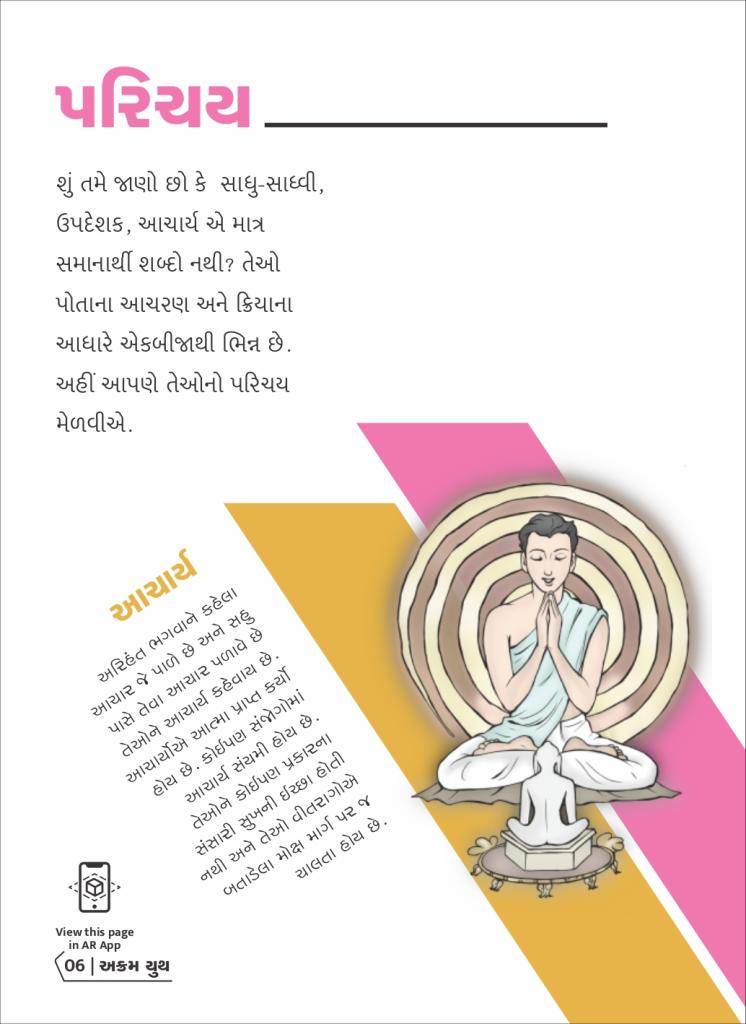 પરિચય
શું તમે જાણો છો કે સાધુ-સાધ્વી,
ઉપદેશક, આચાર્ય એ માત્ર
સમાનાર્થી શબ્દો નથી? તેઓ
પોતાના આચરણ અને ક્રિયાના
આધારે એકબીજાથી ભિન્ન છે.
અહીં આપણે તેઓનો પરિચય
મેળવીએ.
આચાર્ય
અરિહંત ભગવાને કહેલા
આચાર જે પાળે છે અને સહુ
પાસે તેવા આચાર પળાવે છે
તેઓને આચાર્ય કહેવાય છે.
આચાર્યોએ આત્મા પ્રાપ્ત કર્યો
હોય છે. કોઈપણ સંજોગોમાં
આચાર્ય સંયમી હોય છે.
તેઓને કોઈપણ પ્રકારના
સંસારી સુખની ઈચ્છા હોતી
નથી અને તેઓ વીતરાગોએ
બતાડેલા મોક્ષ માર્ગ પર જ
ચાલતા હોય છે.
View this page
in AR App
06 | અક્રમ યુથ